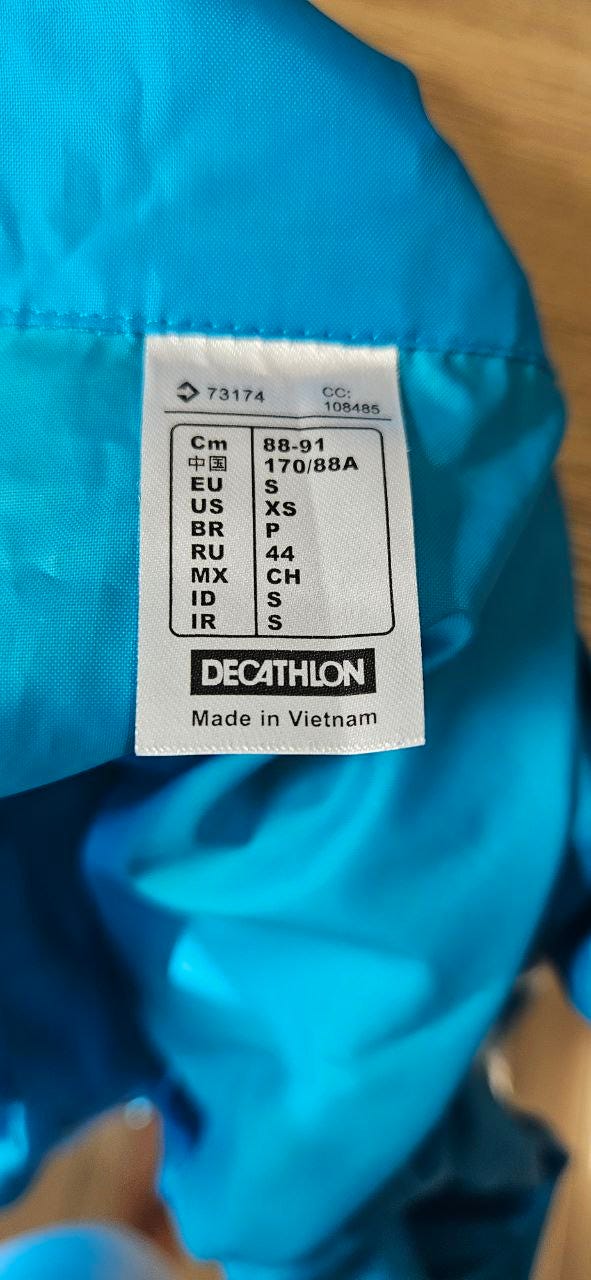 73174 CC:
108485
Cm 88-91
中国 170/88A
EU S
US XS
BR P
RU 44
MX CH
ID S
IR S
DECATHLON
Made in Vietnam